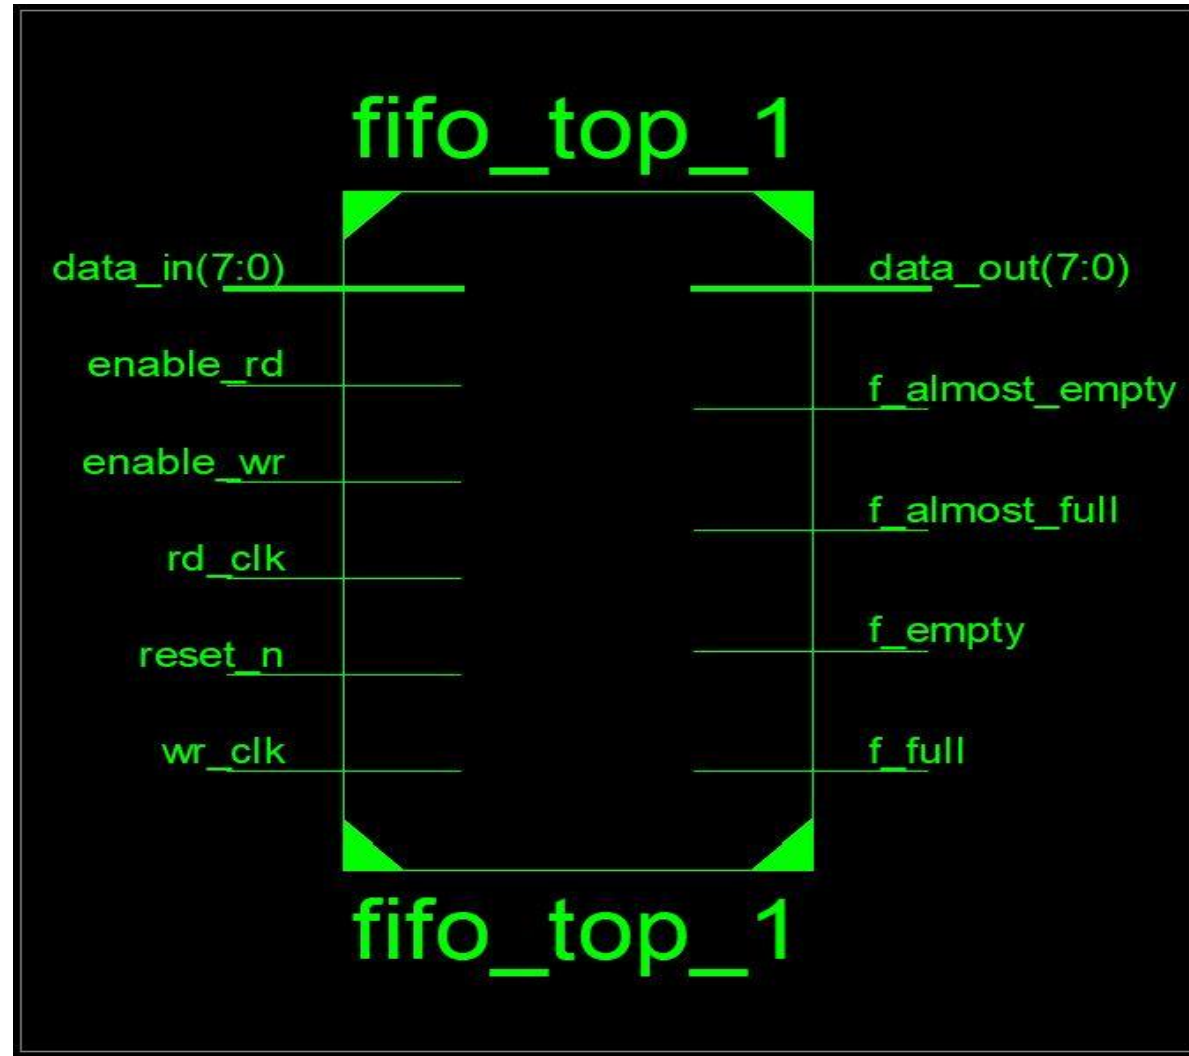 fifo_top_1
data_in(7:0)
data_out(7:0)
enable_rd
f_almost_empty
enable_wr
f_almost_full
rd_clk
f_empty
reset_n
wr_clk
f_full
fifo_top_1